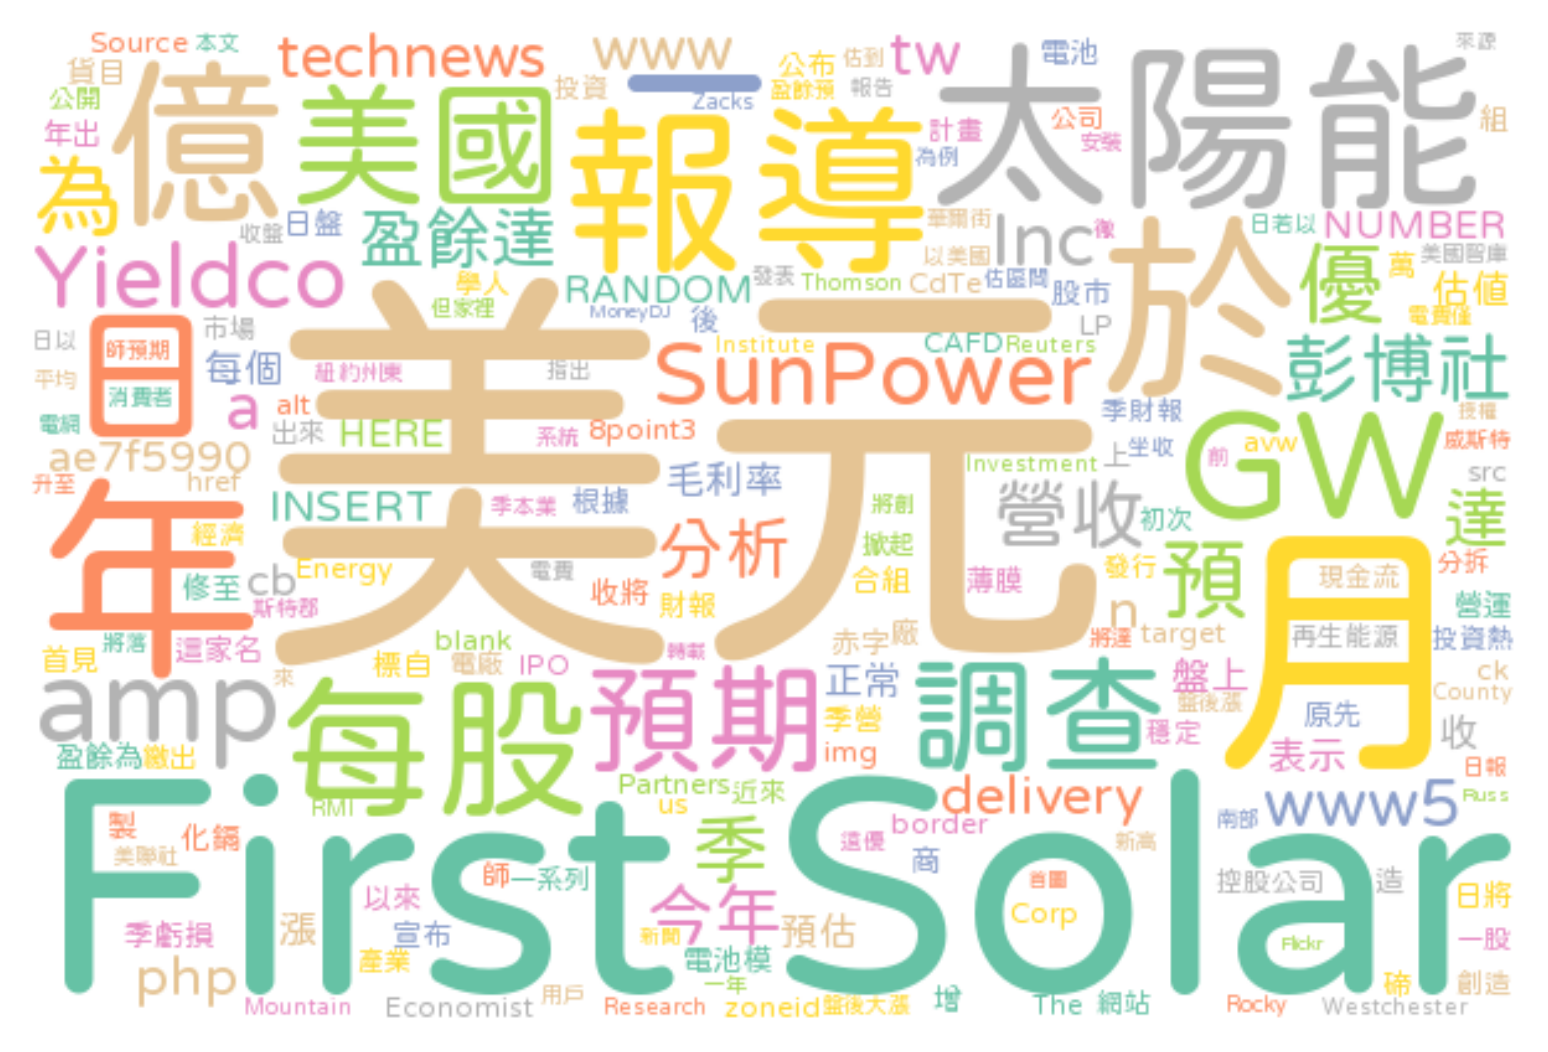 Source 本文
technews
www
公布
估到
tw
電池
來源
貨目
億
美國
投資
一
Zacks
盈餘預
報告
太陽能
公開
年出
為
報導
計畫
為例
公司
安裝
組
收盤
日盤
盈餘達
華爾街
以美國
Inc
於
日若以
NUMBER
美國智庫
Yieldco
學人
但家裡
RANDOM
MoneyDJ
後
發表
Thomson
CdTe
估區間
股市
LP
優
萬
估值
電費僅
日以
日
師預期
消費者
市場
每個
平均
紐約州東
美元
指出
Institute
SunPower
CAFD
Reuters
彭博社
電網
a
alt
出來
HERE
系統
8point3
季財報
授權
ae7f5990
href
升至
INSERT
季本業
根據
毛利率
Investment
上
坐收
前
avw
GW
威斯特
src
年
經濟
分析
將創
掀起
營收
初次
達
修至
cb
Energy
斯特郡
電費
收將
財報
合組
薄膜
發行
n
預
月
現金流
分拆
營運
首見
將落
這家名
blank
標自
電廠
IPO
轉載
赤字
廠
將達
target
再生能源
投資熱
amp
來
每股
預期
正常
季營
img
調查
盤上
盤後漲
穩定
原先
表示
收
ck
County
日報
盈餘為
繳出
RMI
Partners
us
近來
delivery
www5
Russ
製
化鎘
美聯社
季
這優
border
商
新高
南部
FirstSolar
師
一系列
以來
今年
預估
首圖
Corp
控股公司
造
日將
季虧損
漲
宣布
產業
新聞
電池模
Flickr
一股
php
一年
碲
創造
Mountain
Economist
用戶
Research
zoneid
盤後大漲
增
The
網站
Rocky
Westchester